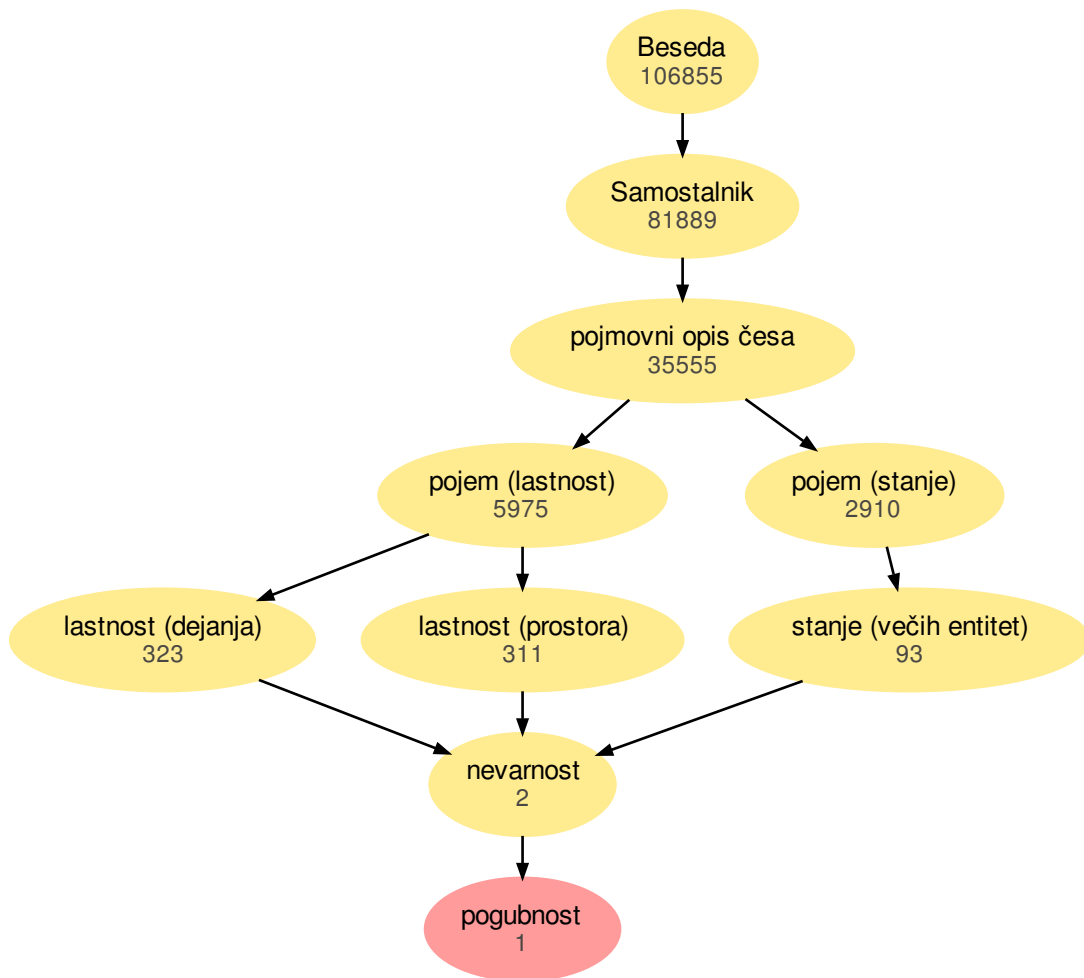 Beseda
106855
Samostalnik
81889
pojmovni opis česa
35555
pojem (lastnost)
5975
pojem (stanje)
2910
lastnost (dejanja)
323
lastnost (prostora)
311
stanje (večih entitet)
93
nevarnost
2
pogubnost
1